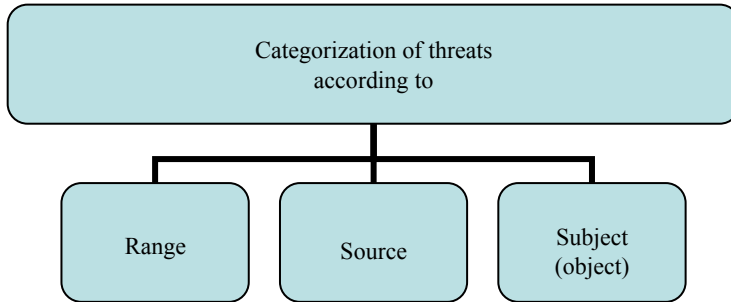 Categorization of threats
according to
Range
Source
Subject
(object)